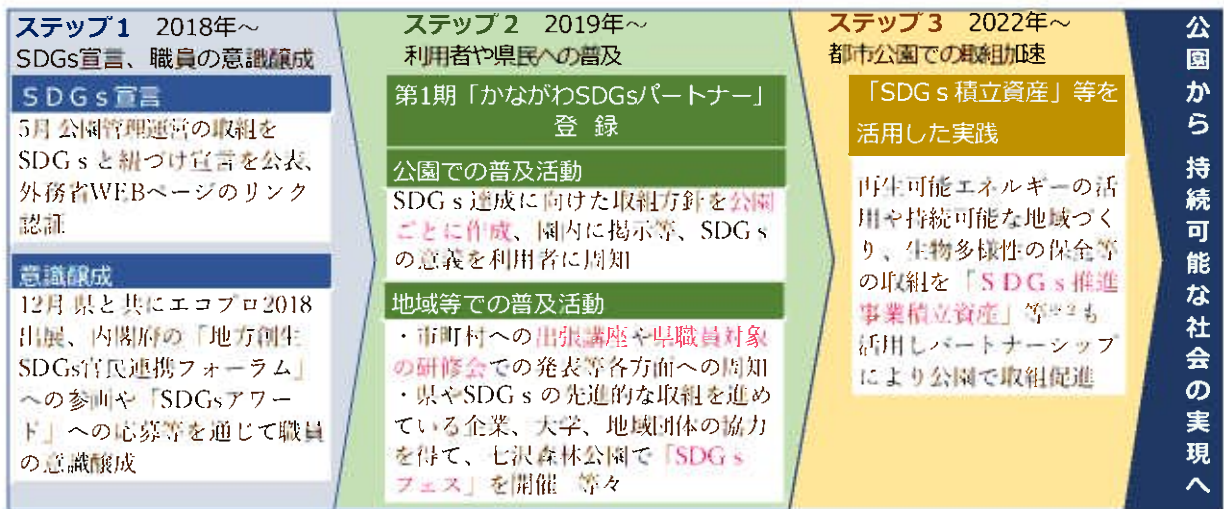 ステップ1 2018年～
SDGs宣言、職員の意識醸成
ＳＤＧｓ宣言
5月 公園管理運営の取組を
SDGｓと紐づけ宣言を公表、
外務省WEBページのリンク
認証
意識醸成
12月 県と共にエコプロ2018
出展、内閣府の「地方創生
SDGs官民連携フォーラム」
への参画や「SDGsアワー
ド」への応募等を通じて職員
の意識醸成
ステップ２ 2019年～
利用者や県民への普及
第1期「かながわSDGsパートナー」
登 録
公園での普及活動
SDGｓ達成に向けた取組方針を公園
ごとに作成、園内に掲示等、SDGｓ
の意義を利用者に周知
地域等での普及活動
・市町村への出張講座や県職員対象
の研修会での発表等各方面への周知
・県やSDGｓの先進的な取組を進め
ている企業、大学、地域団体の協力
を得て、七沢森林公園で「SDGｓ
フェス」を開催 等々
ステップ３ 2022年～
都市公園での取組加速
「SDGｓ積立資産」等を
活用した実践
再生可能エネルギーの活
用や持続可能な地域づく
り、生物多様性の保全等
の取組を「ＳＤＧｓ推進
事業積立資産」等※2も
活用しパートナーシップ
により公園で取組促進
公園から 持続可能な社会の実現へ